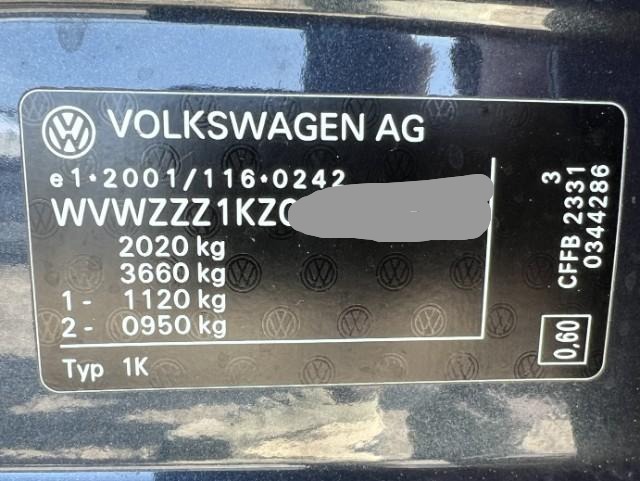 VOLKSWAGEN AG
e1*2001/116*0242
WVWZZZ1KZ
2020 kg
3660 kg
1 - 1120 kg
2 - 0950 kg
Typ 1K
3
CFFB 2331
0344286
0,60